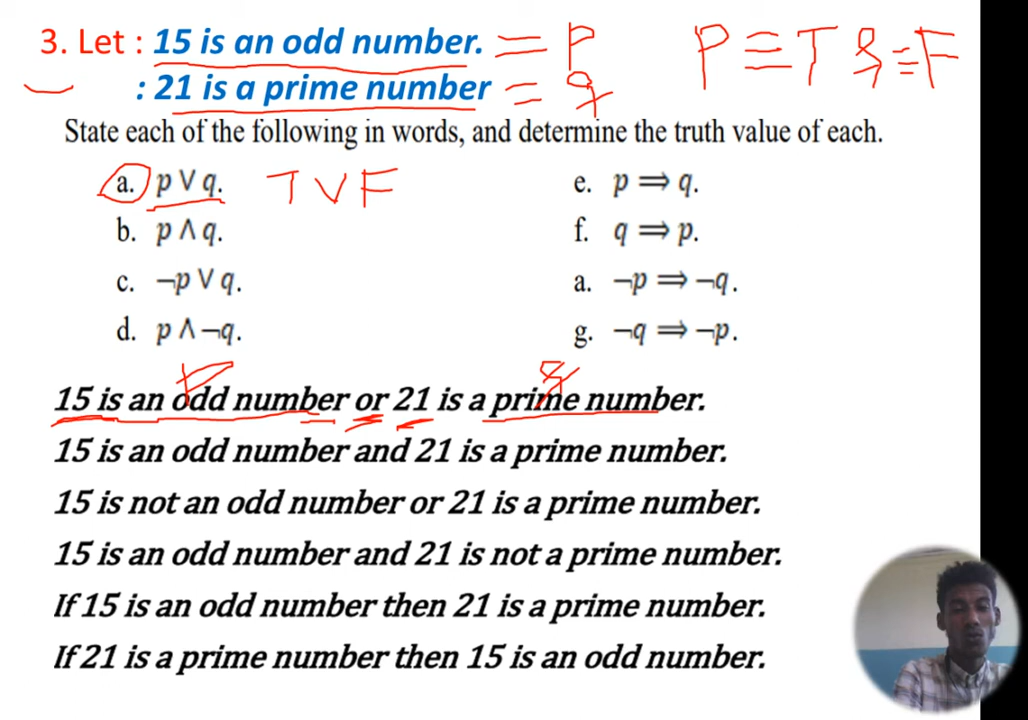 3. Let : 15 is an odd number. = P P ≡ T q ≡ F
: 21 is a prime number = q
State each of the following in words, and determine the truth value of each.
a. p ∨ q. T V F
b. p ∧ q.
c. ¬p ∨ q.
d. p ∧ ¬q.
e. p ⟹ q.
f. q ⟹ p.
a. ¬p ⟹ ¬q.
g. ¬q ⟹ ¬p.
p q
15 is an odd number or 21 is a prime number.
15 is an odd number and 21 is a prime number.
15 is not an odd number or 21 is a prime number.
15 is an odd number and 21 is not a prime number.
If 15 is an odd number then 21 is a prime number.
If 21 is a prime number then 15 is an odd number.